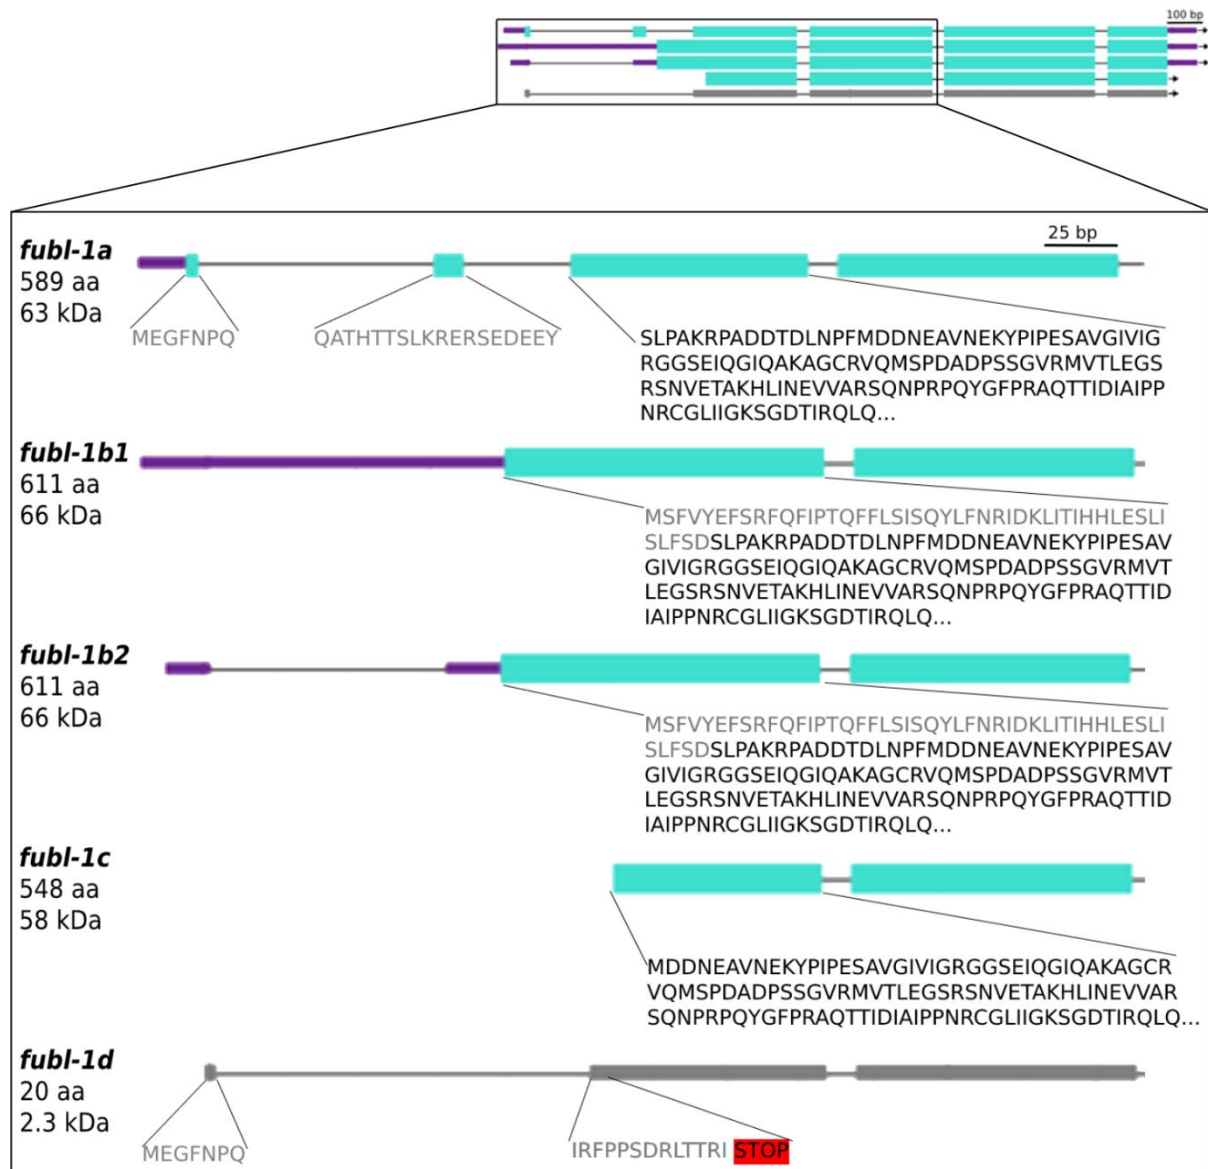 100 bp
fubl-1a
589 aa
63 kDa
25 bp
MEGFNPQ
QATHTTSLKRERSEDEEY
SLPAKRPADDTDLNPFMDDNEAVNEKYPIPESAVGIVIG
RGGSEIQGIQAKAGCRVQMSPDADPSSGVRMVTLEGS
RSNVETAKHLINEVVARSQNPRPQYGFPRAQTTIDIAIPP
NRCGLIIGKSGDTIRQLQ...
fubl-1b1
611 aa
66 kDa
MSFVYEFSRFQFIPTQFFLSISQYLFNRIDKLITIHHLESLI
SLFSDSLPAKRPADDTDLNPFMDDNEAVNEKYPIPESAV
GIVIGRGGSEIQGIQAKAGCRVQMSPDADPSSGVRMVT
LEGSRSNVETAKHLINEVVARSQNPRPQYGFPRAQTTID
IAIPPNRCGLIIGKSGDTIRQLQ...
fubl-1b2
611 aa
66 kDa
MSFVYEFSRFQFIPTQFFLSISQYLFNRIDKLITIHHLESLI
SLFSDSLPAKRPADDTDLNPFMDDNEAVNEKYPIPESAV
GIVIGRGGSEIQGIQAKAGCRVQMSPDADPSSGVRMVT
LEGSRSNVETAKHLINEVVARSQNPRPQYGFPRAQTTID
IAIPPNRCGLIIGKSGDTIRQLQ...
fubl-1c
548 aa
58 kDa
MDDNEAVNEKYPIPESAVGIVIGRGGSEIQGIQAKAGCR
VQMSPDADPSSGVRMVTLEGSRSNVETAKHLINEVVAR
SQNPRPQYGFPRAQTTIDIAIPPNRCGLIIGKSGDTIRQLQ...
fubl-1d
20 aa
2.3 kDa
MEGFNPQ
IRFPPSDRLTTRI STOP